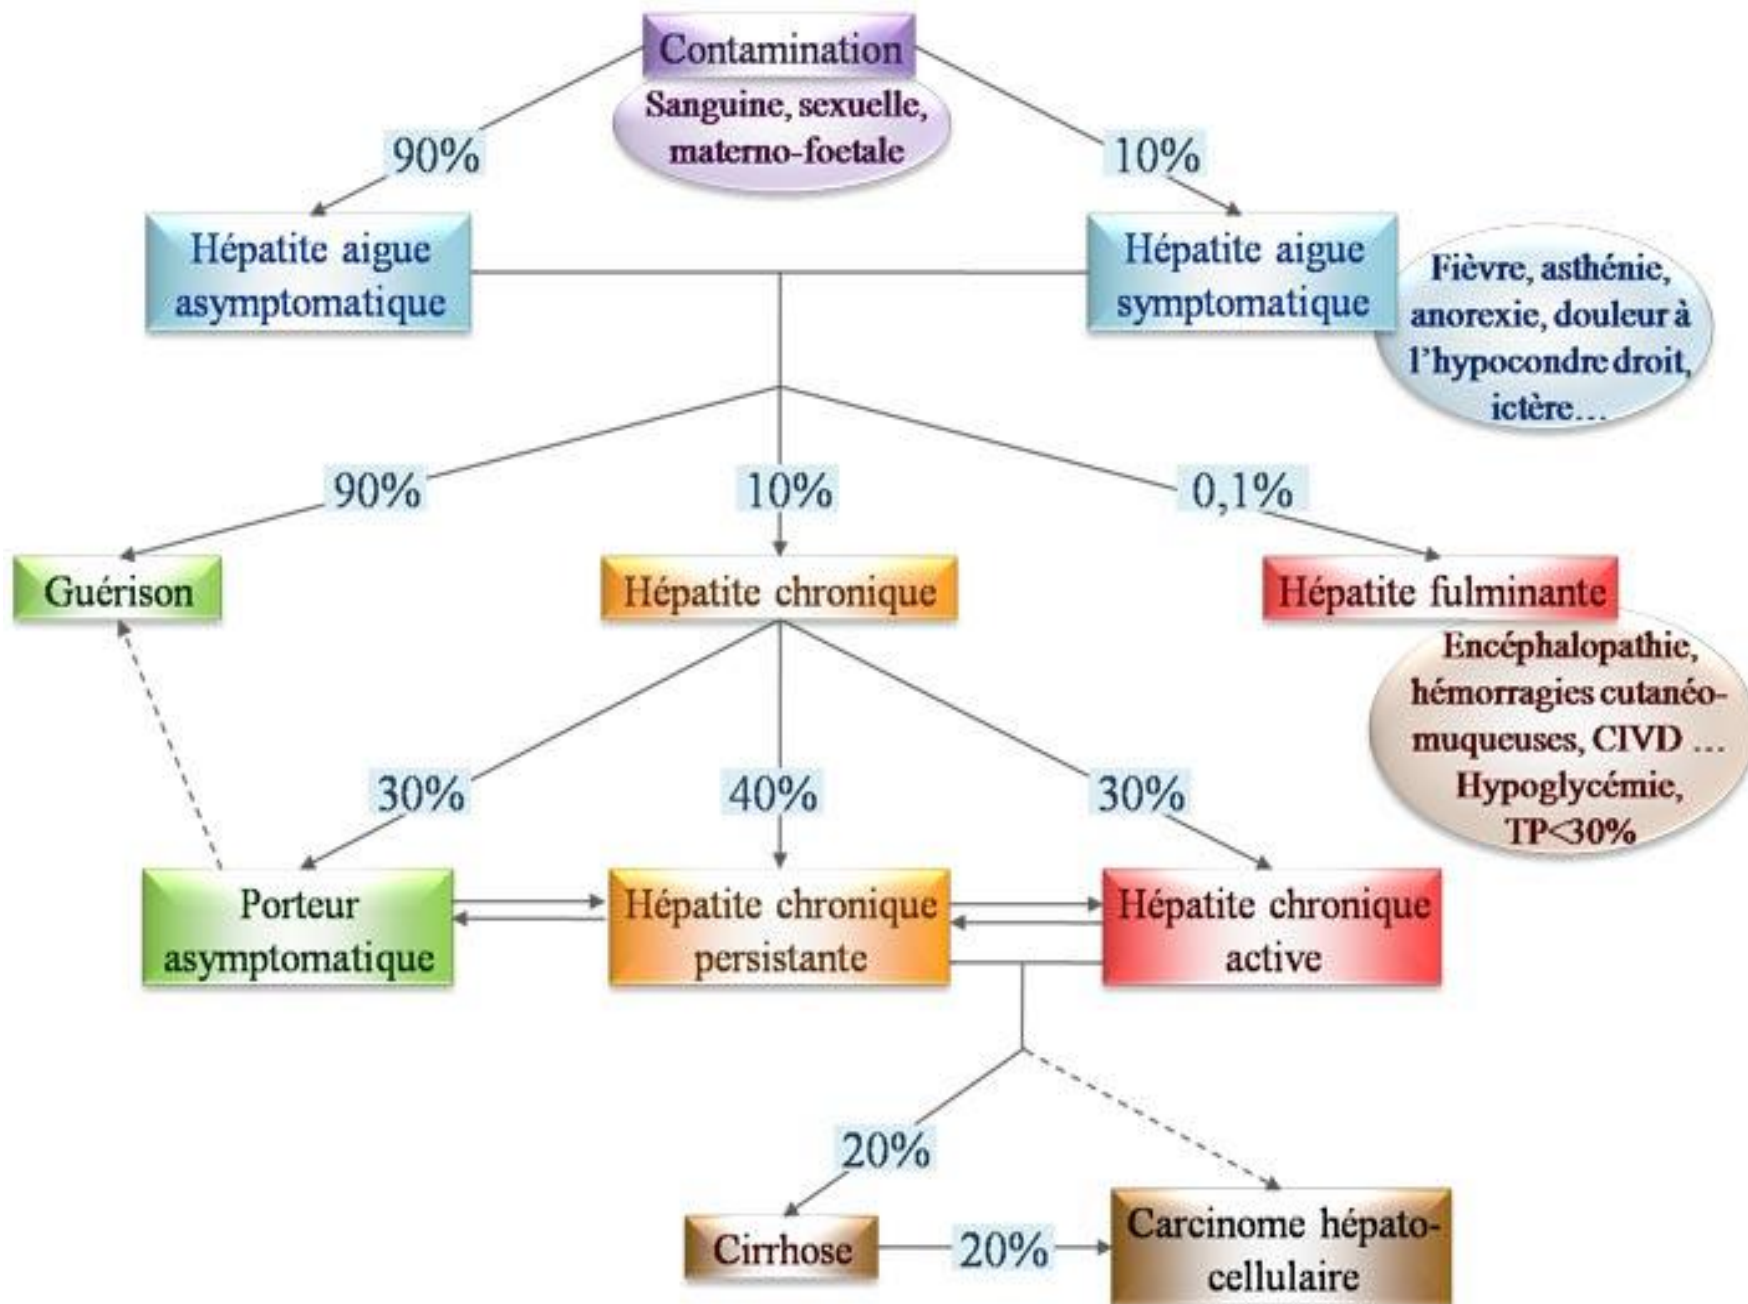 Contamination
Sanguine, sexuelle,
materno-foetale
90%
10%
Hépatite aigue
asymptomatique
Hépatite aigue
symptomatique
Fièvre, asthénie,
anorexie, douleur à
l’hypocondre droit,
ictère…
90%
10%
0,1%
Guérison
Hépatite chronique
Hépatite fulminante
Encéphalopathie,
hémorragies cutanéo-
muqueuses, CIVD …
Hypoglycémie,
TP<30%
30%
40%
30%
Porteur
asymptomatique
Hépatite chronique
persistante
Hépatite chronique
active
20%
Cirrhose
20%
Carcinome hépato-
cellulaire